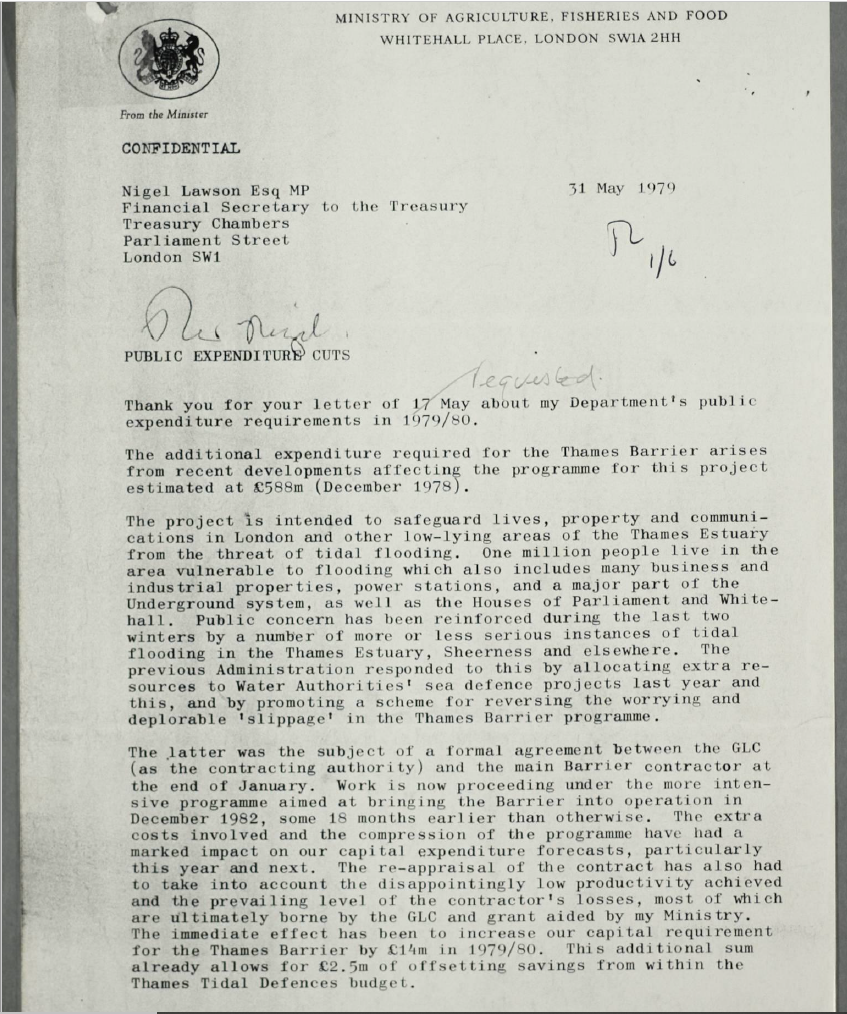 MINISTRY OF AGRICULTURE, FISHERIES AND FOOD
WHITEHALL PLACE, LONDON SW1A 2HH
From the Minister
CONFIDENTIAL
Nigel Lawson Esq MP
31 May 1979
Financial Secretary to the Treasury
Treasury Chambers
Parliament Street
London SW1
1/6
PUBLIC EXPENDITURE CUTS
requested.
Thank you for your letter of 17 May about my Department's public
expenditure requirements in 1979/80.
The additional expenditure required for the Thames Barrier arises
from recent developments affecting the programme for this project
estimated at £588m (December 1978).
The project is intended to safeguard lives, property and communi-
cations in London and other low-lying areas of the Thames Estuary
from the threat of tidal flooding. One million people live in the
area vulnerable to flooding which also includes many business and
industrial properties, power stations, and a major part of the
Underground system, as well as the Houses of Parliament and White-
hall. Public concern has been reinforced during the last two
winters by a number of more or less serious instances of tidal
flooding in the Thames Estuary, Sheerness and elsewhere. The
previous Administration responded to this by allocating extra re-
sources to Water Authorities' sea defence projects last year and
this, and by promoting a scheme for reversing the worrying and
deplorable 'slippage' in the Thames Barrier programme.
The latter was the subject of a formal agreement between the GLC
(as the contracting authority) and the main Barrier contractor at
the end of January. Work is now proceeding under the more inten-
sive programme aimed at bringing the Barrier into operation in
December 1982, some 18 months earlier than otherwise. The extra
costs involved and the compression of the programme have had a
marked impact on our capital expenditure forecasts, particularly
this year and next. The re-appraisal of the contract has also had
to take into account the disappointingly low productivity achieved
and the prevailing level of the contractor's losses, most of which
are ultimately borne by the GLC and grant aided by my Ministry.
The immediate effect has been to increase our capital requirement
for the Thames Barrier by £14m in 1979/80. This additional sum
already allows for £2.5m of offsetting savings from within the
Thames Tidal Defences budget.